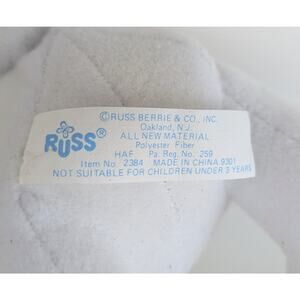 RUSS®
©RUSS BERRIE & CO., INC.
Oakland, N.J.
ALL NEW MATERIAL
Polyester Fiber
HAF Pa. Reg. No. 259
Item No. 2384 MADE IN CHINA 9301
NOT SUITABLE FOR CHILDREN UNDER 3 YEARS